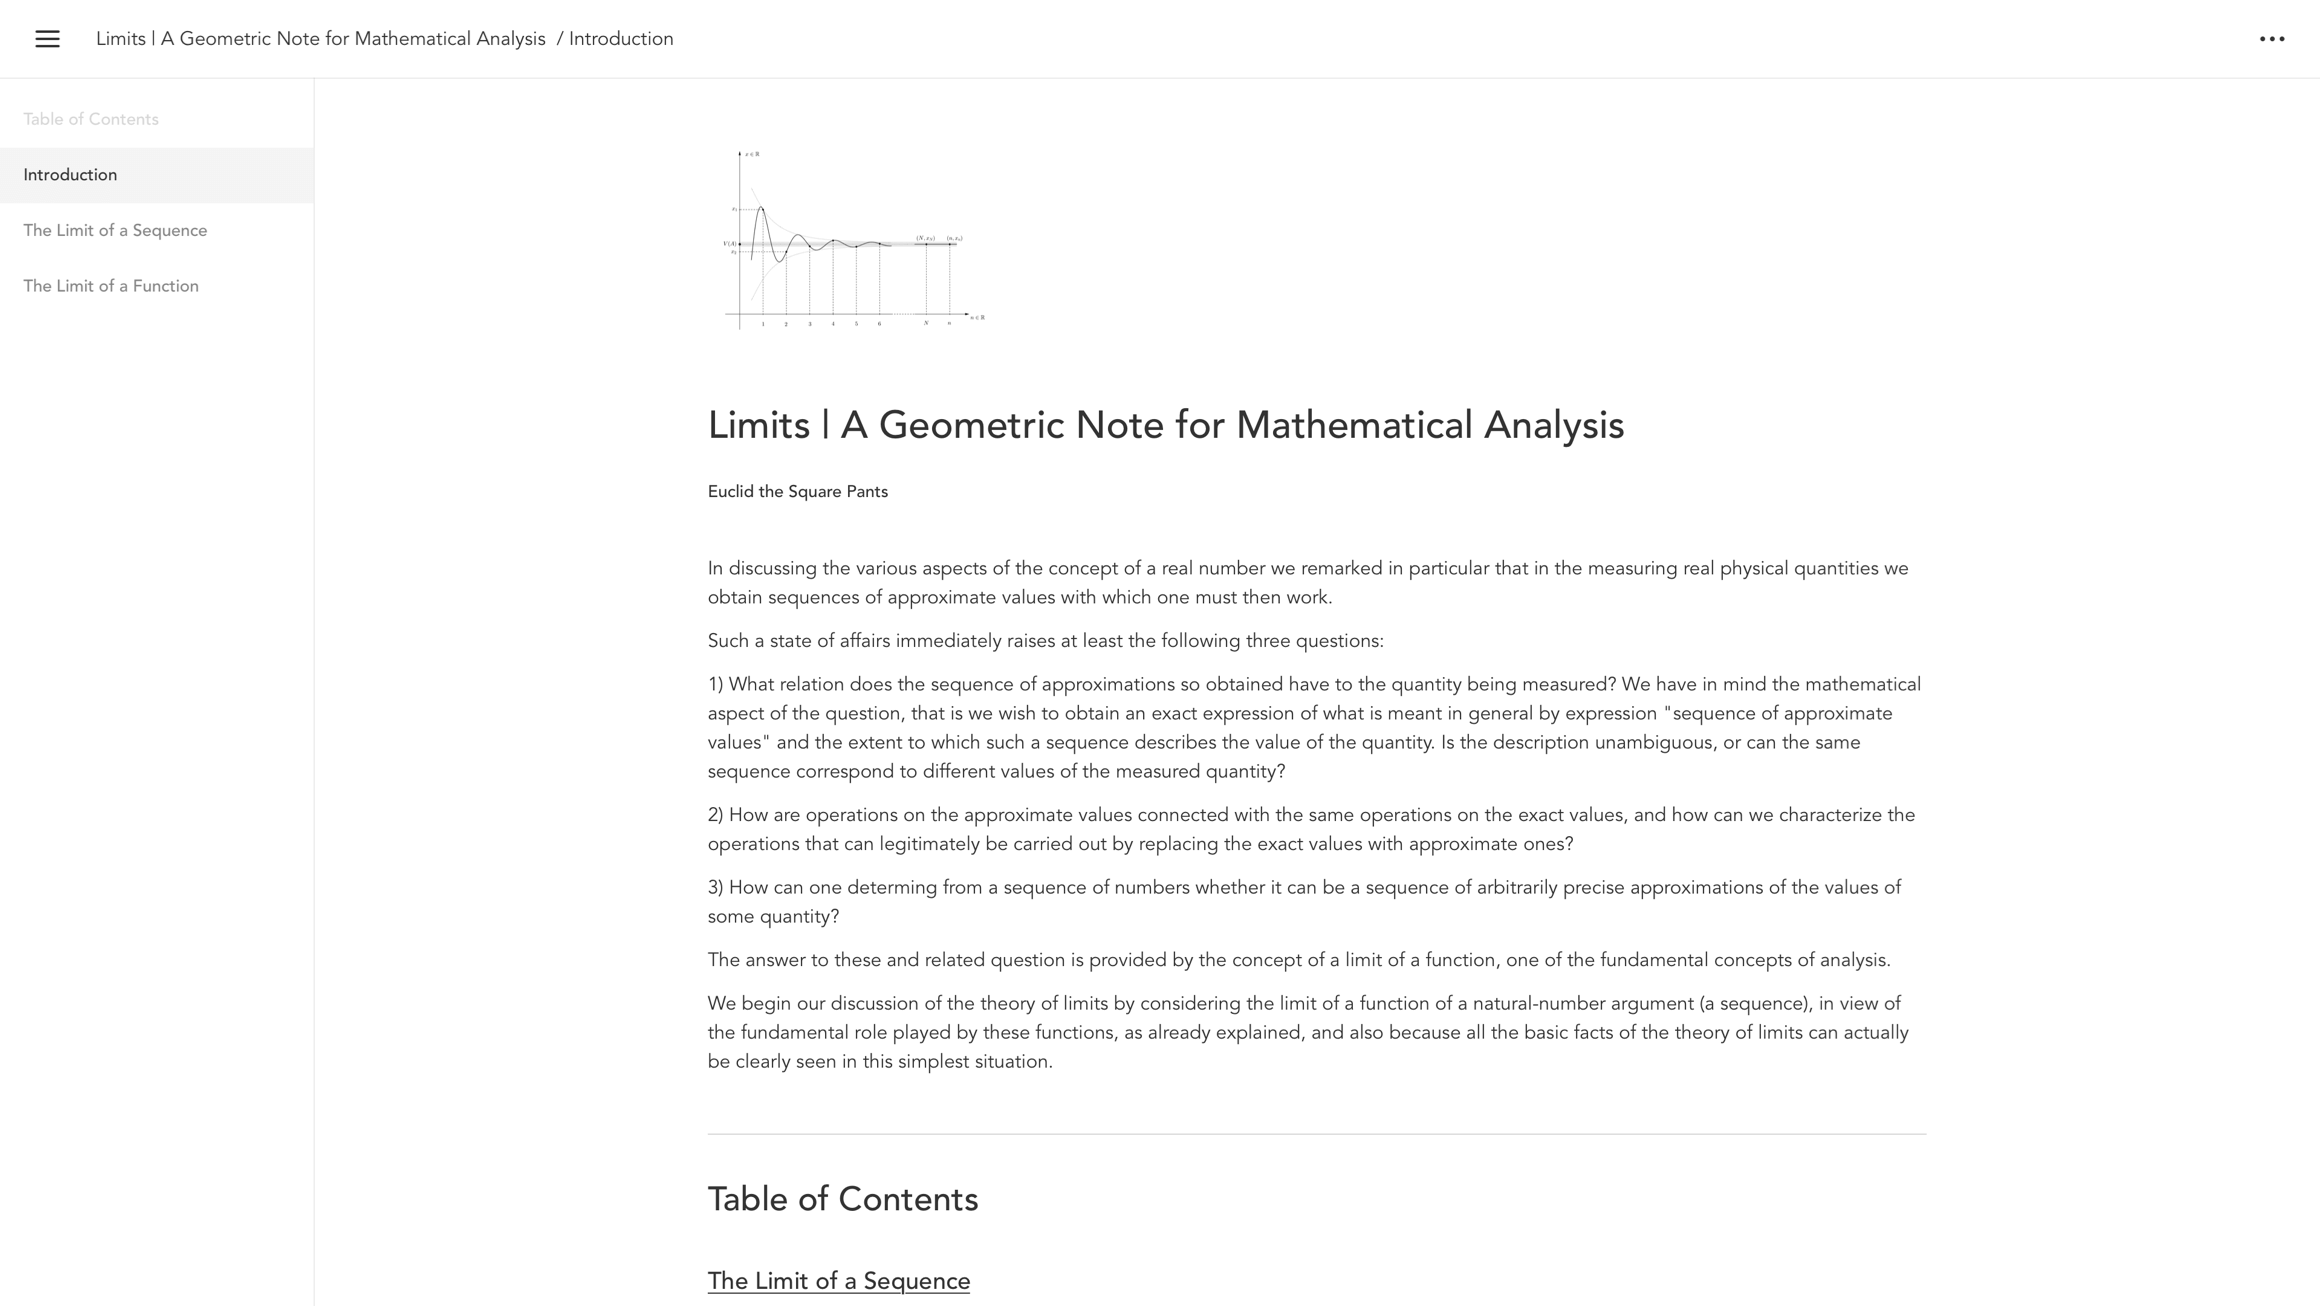 Limits | A Geometric Note for Mathematical Analysis / Introduction
Table of Contents
Introduction
The Limit of a Sequence
The Limit of a Function
x ∈ ℝ
x₁
V(A)
x₂
(N, x_N) (n, x_n)
1 2 3 4 5 6 N n
n ∈ ℝ
Limits | A Geometric Note for Mathematical Analysis
Euclid the Square Pants
In discussing the various aspects of the concept of a real number we remarked in particular that in the measuring real physical quantities we
obtain sequences of approximate values with which one must then work.
Such a state of affairs immediately raises at least the following three questions:
1) What relation does the sequence of approximations so obtained have to the quantity being measured? We have in mind the mathematical
aspect of the question, that is we wish to obtain an exact expression of what is meant in general by expression "sequence of approximate
values" and the extent to which such a sequence describes the value of the quantity. Is the description unambiguous, or can the same
sequence correspond to different values of the measured quantity?
2) How are operations on the approximate values connected with the same operations on the exact values, and how can we characterize the
operations that can legitimately be carried out by replacing the exact values with approximate ones?
3) How can one determing from a sequence of numbers whether it can be a sequence of arbitrarily precise approximations of the values of
some quantity?
The answer to these and related question is provided by the concept of a limit of a function, one of the fundamental concepts of analysis.
We begin our discussion of the theory of limits by considering the limit of a function of a natural-number argument (a sequence), in view of
the fundamental role played by these functions, as already explained, and also because all the basic facts of the theory of limits can actually
be clearly seen in this simplest situation.
Table of Contents
The Limit of a Sequence